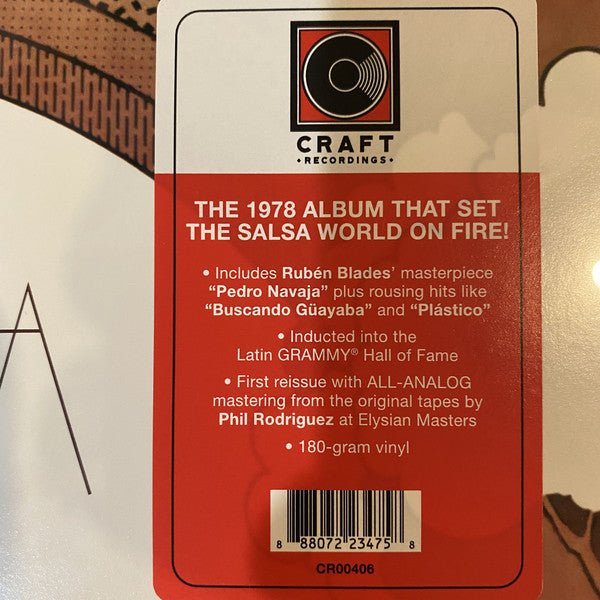 CRAFT
• RECORDINGS •
THE 1978 ALBUM THAT SET
THE SALSA WORLD ON FIRE!
• Includes Rubén Blades' masterpiece
“Pedro Navaja” plus rousing hits like
“Buscando Güayaba” and “Plástico”
• Inducted into the
Latin GRAMMY® Hall of Fame
• First reissue with ALL-ANALOG
mastering from the original tapes by
Phil Rodriguez at Elysian Masters
• 180-gram vinyl
A
8 88072 23475 8
CR00406